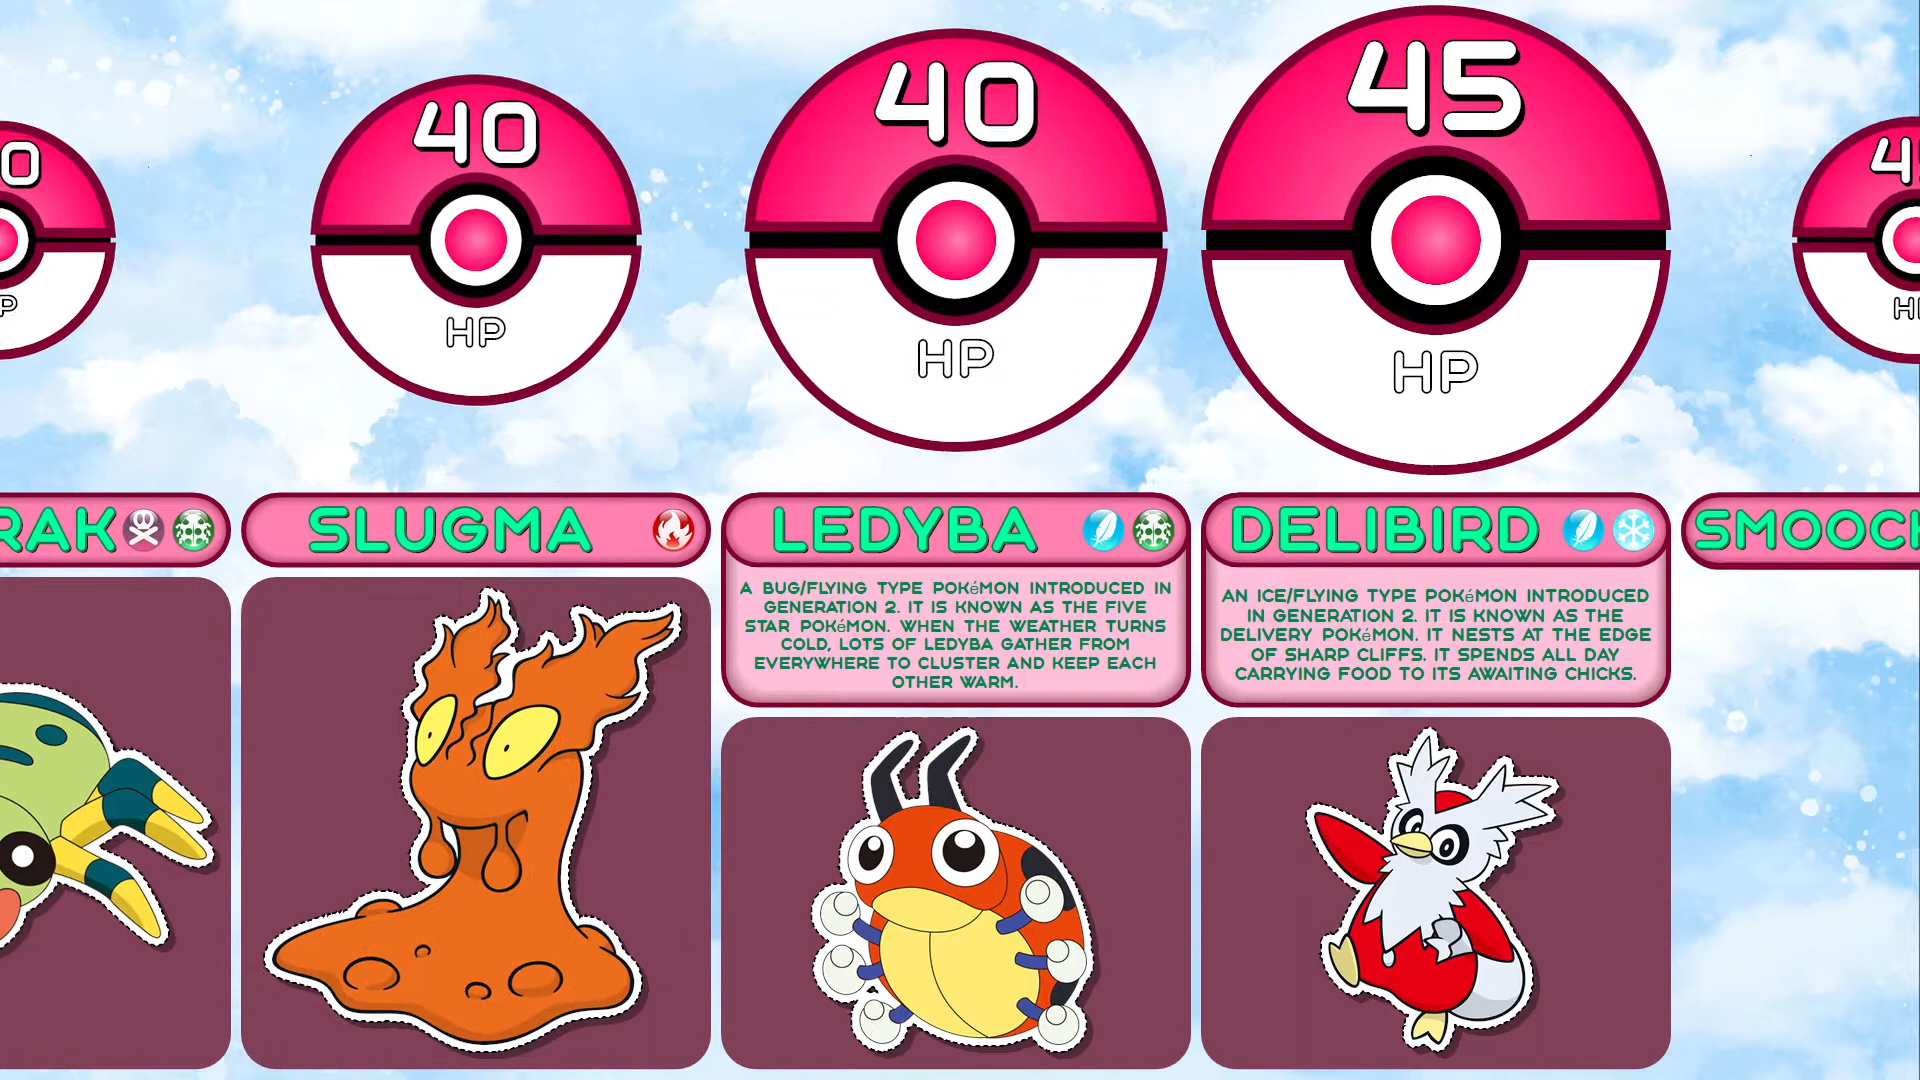 40
40
45
HP
HP
HP
RAK
SLUGMA
LEDYBA
DELIBIRD
SMOOCH
A BUG/FLYING TYPE POKéMON INTRODUCED IN
GENERATION 2. IT IS KNOWN AS THE FIVE
STAR POKéMON. WHEN THE WEATHER TURNS
COLD, LOTS OF LEDYBA GATHER FROM
EVERYWHERE TO CLUSTER AND KEEP EACH
OTHER WARM.
AN ICE/FLYING TYPE POKéMON INTRODUCED
IN GENERATION 2. IT IS KNOWN AS THE
DELIVERY POKéMON. IT NESTS AT THE EDGE
OF SHARP CLIFFS. IT SPENDS ALL DAY
CARRYING FOOD TO ITS AWAITING CHICKS.